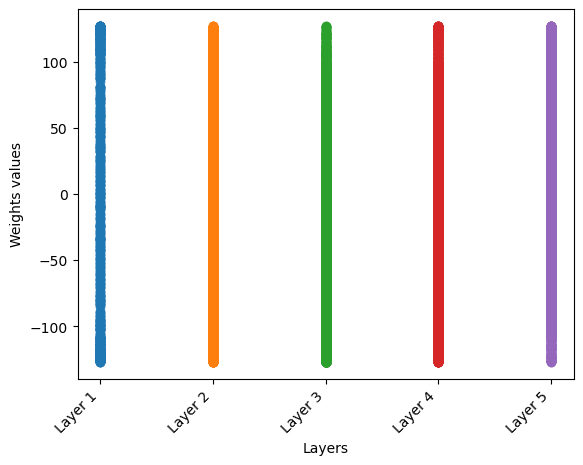 Weights values
100
50
0
−50
−100
Layer 1
Layer 2
Layer 3
Layer 4
Layer 5
Layers